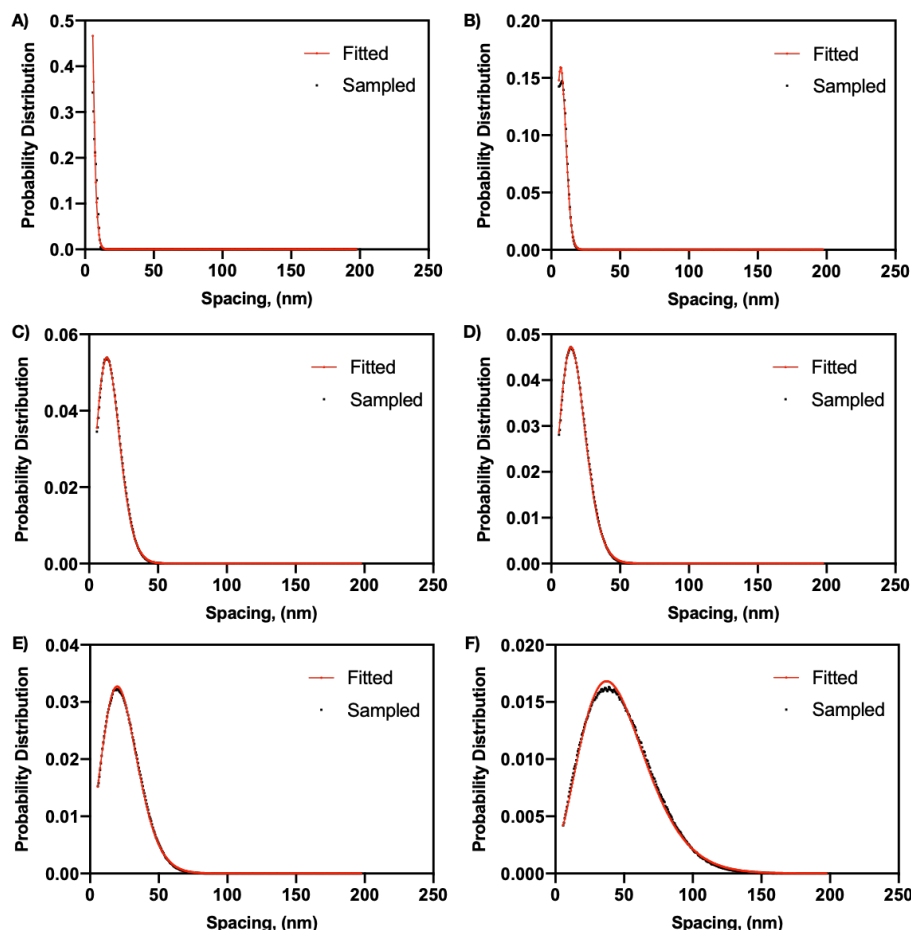 A)
Probability Distribution
0.5
0.4
0.3
0.2
0.1
0.0
Fitted
Sampled
0 50 100 150 200 250
Spacing, (nm)
B)
Probability Distribution
0.20
0.15
0.10
0.05
0.00
Fitted
Sampled
0 50 100 150 200 250
Spacing, (nm)
C)
Probability Distribution
0.06
0.04
0.02
0.00
Fitted
Sampled
0 50 100 150 200 250
Spacing, (nm)
D)
Probability Distribution
0.05
0.04
0.03
0.02
0.01
0.00
Fitted
Sampled
0 50 100 150 200 250
Spacing, (nm)
E)
Probability Distribution
0.04
0.03
0.02
0.01
0.00
Fitted
Sampled
0 50 100 150 200 250
Spacing, (nm)
F)
Probability Distribution
0.020
0.015
0.010
0.005
0.000
Fitted
Sampled
0 50 100 150 200 250
Spacing, (nm)